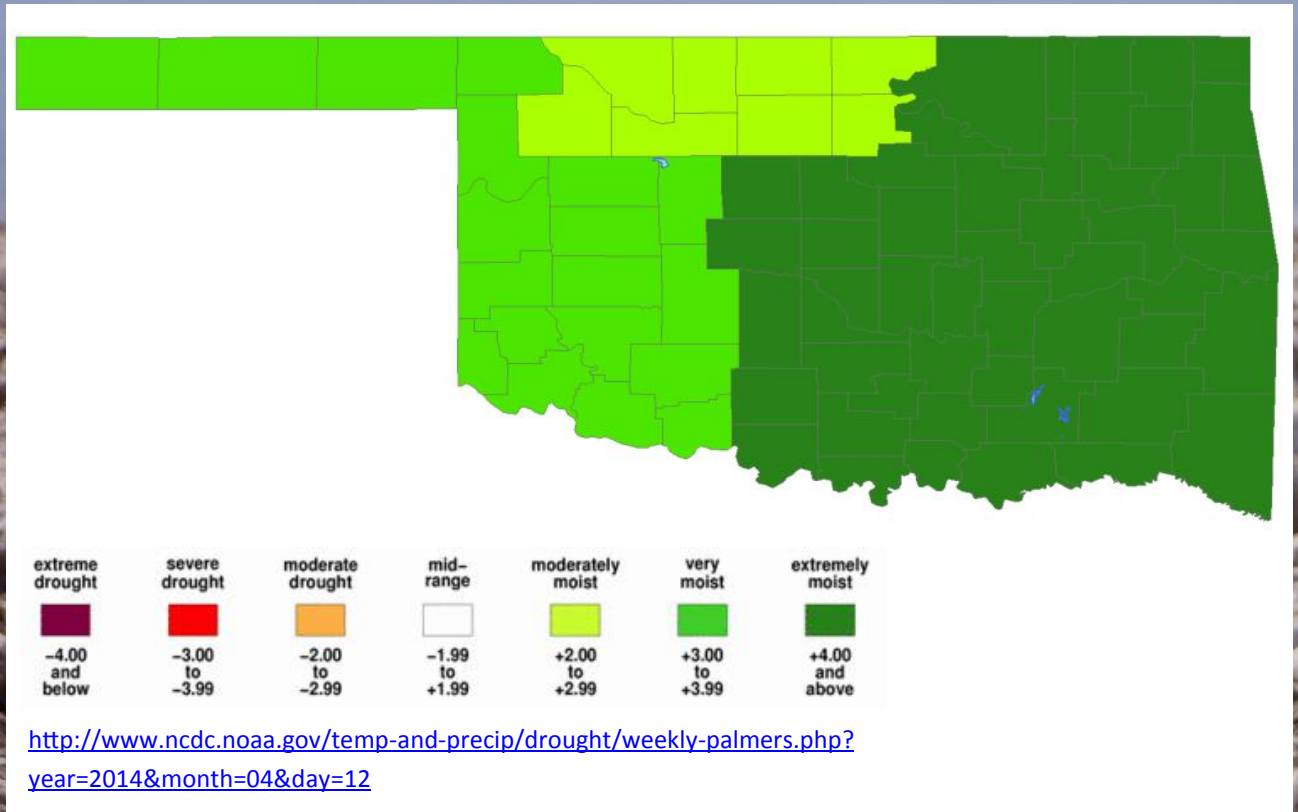 extreme drought
severe drought
moderate drought
mid-range
moderately moist
very moist
extremely moist
-4.00 and below
-3.00 to -3.99
-2.00 to -2.99
-1.99 to +1.99
+2.00 to +2.99
+3.00 to +3.99
+4.00 and above
http://www.ncdc.noaa.gov/temp-and-precip/drought/weekly-palmers.php?
year=2014&month=04&day=12